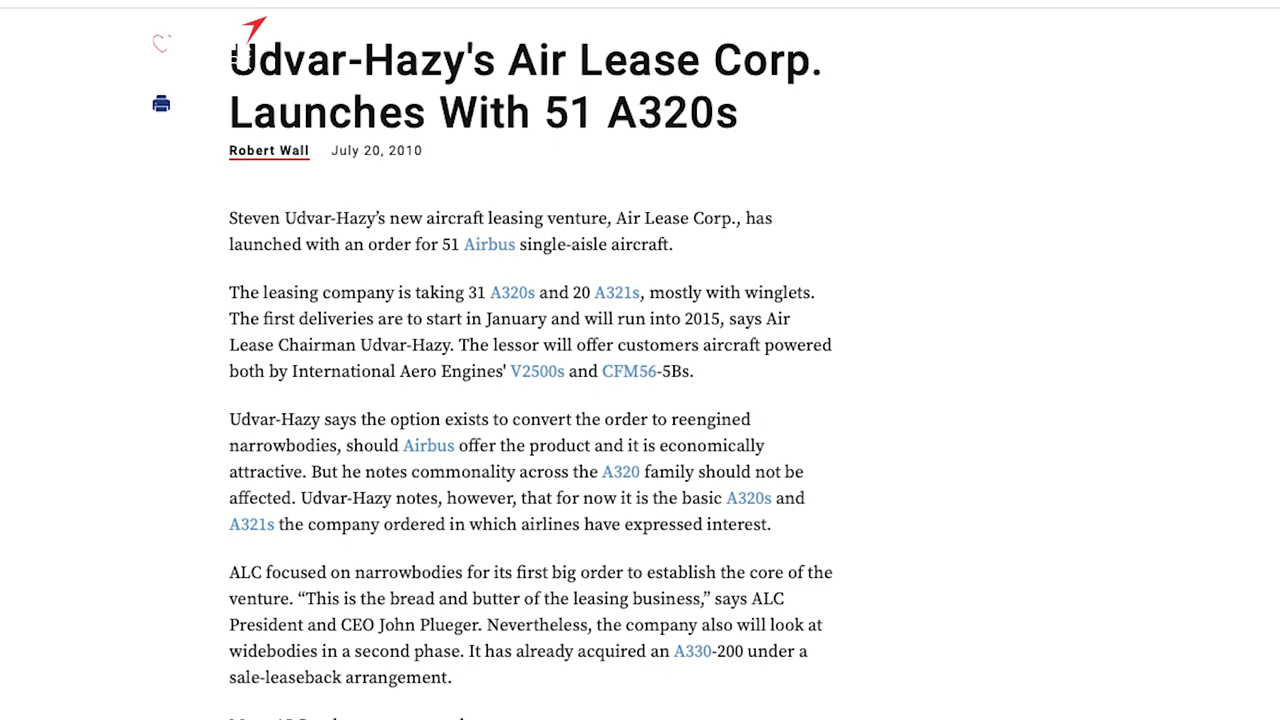 Udvar-Hazy's Air Lease Corp.
Launches With 51 A320s
Robert Wall July 20, 2010
Steven Udvar-Hazy’s new aircraft leasing venture, Air Lease Corp., has
launched with an order for 51 Airbus single-aisle aircraft.
The leasing company is taking 31 A320s and 20 A321s, mostly with winglets.
The first deliveries are to start in January and will run into 2015, says Air
Lease Chairman Udvar-Hazy. The lessor will offer customers aircraft powered
both by International Aero Engines' V2500s and CFM56-5Bs.
Udvar-Hazy says the option exists to convert the order to reengined
narrowbodies, should Airbus offer the product and it is economically
attractive. But he notes commonality across the A320 family should not be
affected. Udvar-Hazy notes, however, that for now it is the basic A320s and
A321s the company ordered in which airlines have expressed interest.
ALC focused on narrowbodies for its first big order to establish the core of the
venture. “This is the bread and butter of the leasing business,” says ALC
President and CEO John Plueger. Nevertheless, the company also will look at
widebodies in a second phase. It has already acquired an A330-200 under a
sale-leaseback arrangement.